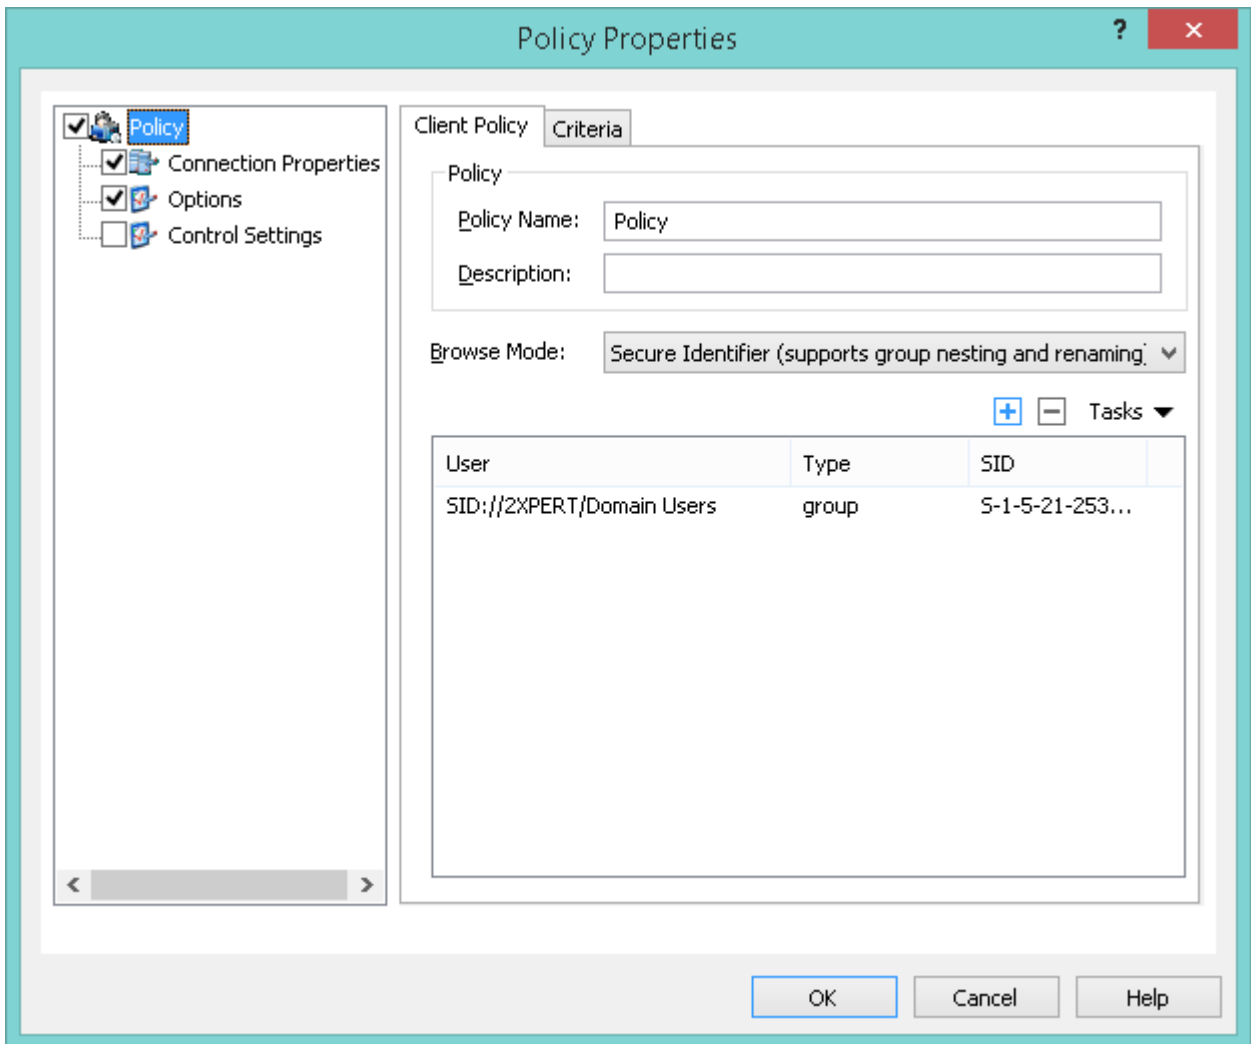 Policy Properties
?
Policy
Connection Properties
Options
Control Settings
Client Policy
Criteria
Policy
Policy Name:
Policy
Description:
Browse Mode:
Secure Identifier (supports group nesting and renaming)
Tasks
User Type SID
SID://2XPERT/Domain Users group S-1-5-21-253...
OK Cancel Help